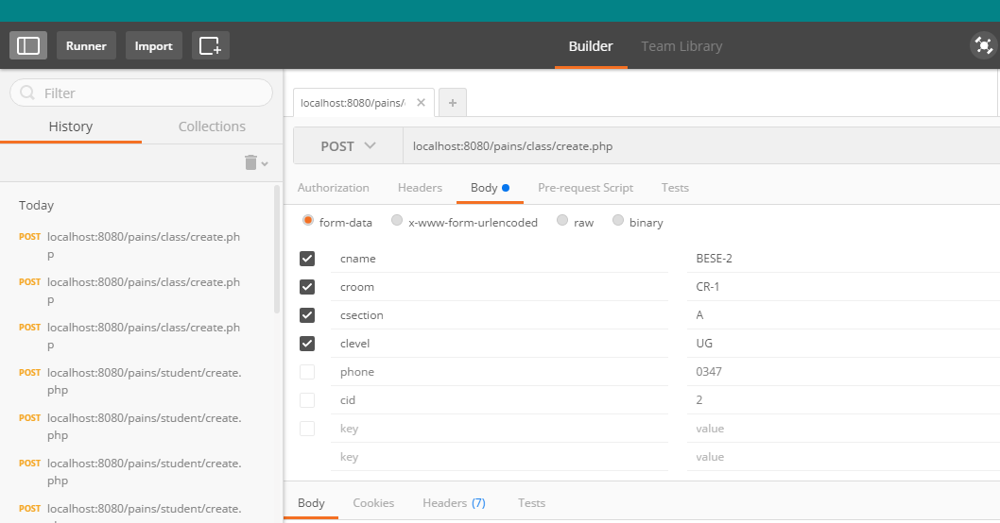 Runner
Import
Builder
Team Library
Filter
History
Collections
Today
POST localhost:8080/pains/class/create.ph
p
POST localhost:8080/pains/class/create.ph
p
POST localhost:8080/pains/class/create.ph
p
POST localhost:8080/pains/student/create.
php
POST localhost:8080/pains/student/create.
php
POST localhost:8080/pains/student/create.
php
POST localhost:8080/pains/student/create.
localhost:8080/pains/
POST localhost:8080/pains/class/create.php
Authorization Headers Body Pre-request Script Tests
form-data x-www-form-urlencoded raw binary
cname BESE-2
croom CR-1
csection A
clevel UG
phone 0347
cid 2
key value
key value
Body Cookies Headers (7) Tests